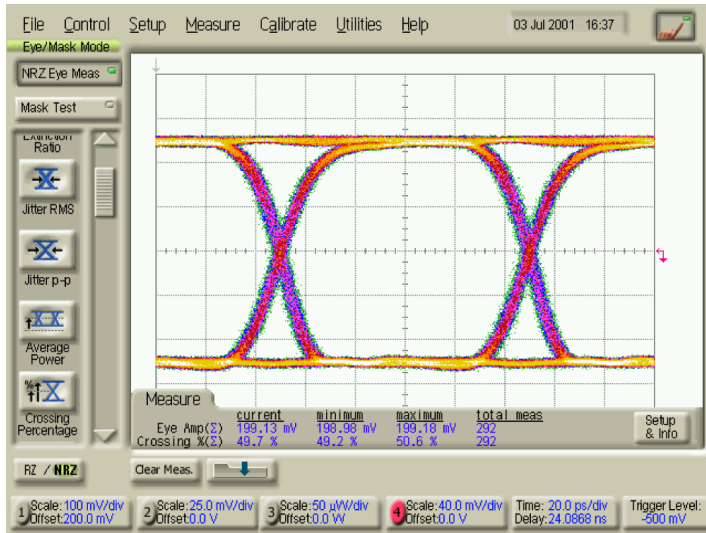 File Control Setup Measure Calibrate Utilities Help 03 Jul 2001 16:37
Eye/Mask Mode
NRZ Eye Meas
Mask Test
Extinction
Ratio
Jitter RMS
Jitter p-p
Average
Power
Crossing
Percentage
Measure
current minimum maximum total meas
Eye Amp(Σ) 199.13 mV 198.98 mV 199.18 mV 292
Crossing %(Σ) 49.7 % 49.2 % 50.6 % 292
Setup
& Info
RZ / NRZ
Clear Meas.
1 Scale: 100 mV/div
Offset:200.0 mV
2 Scale:25.0 mV/div
Offset:0.0 V
3 Scale:50 µW/div
Offset:0.0 W
4 Scale:40.0 mV/div
Offset:0.0 V
Time: 20.0 ps/div
Delay:24.0868 ns
Trigger Level:
-500 mV